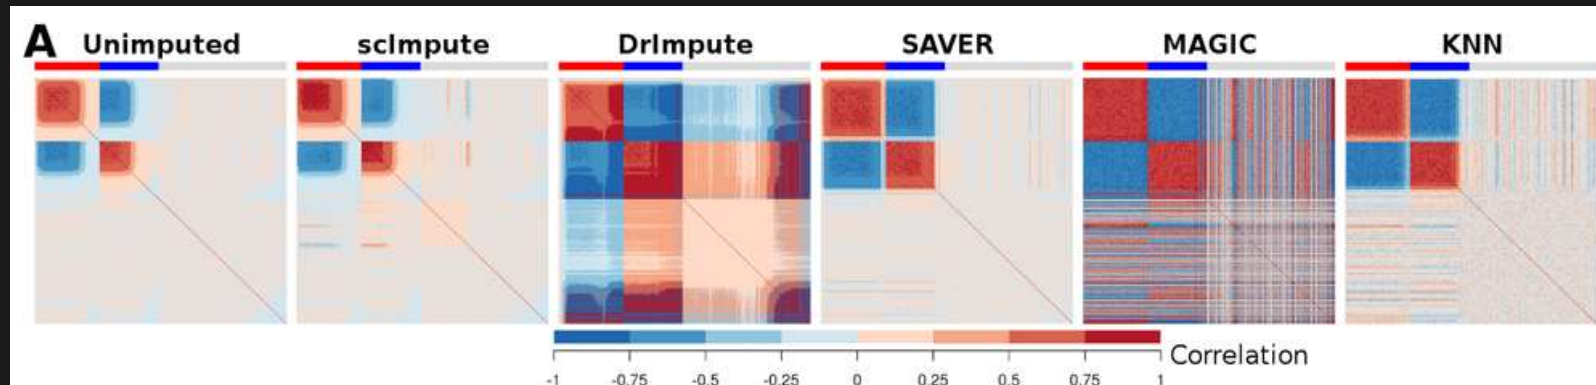 A Unimputed scImpute DrImpute SAVER MAGIC KNN
Correlation
-1 -0.75 -0.5 -0.25 0 0.25 0.5 0.75 1